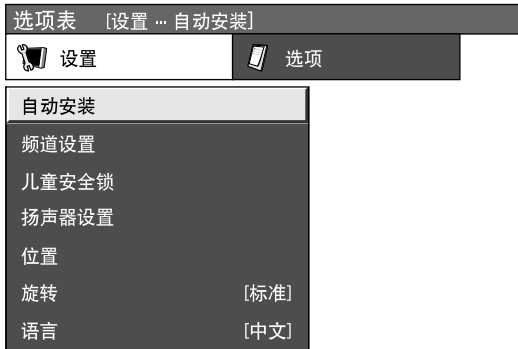 选项表 [设置 ··· 自动安装]
设置 选项
自动安装
频道设置
儿童安全锁
扬声器设置
位置
旋转 [标准]
语言 [中文]